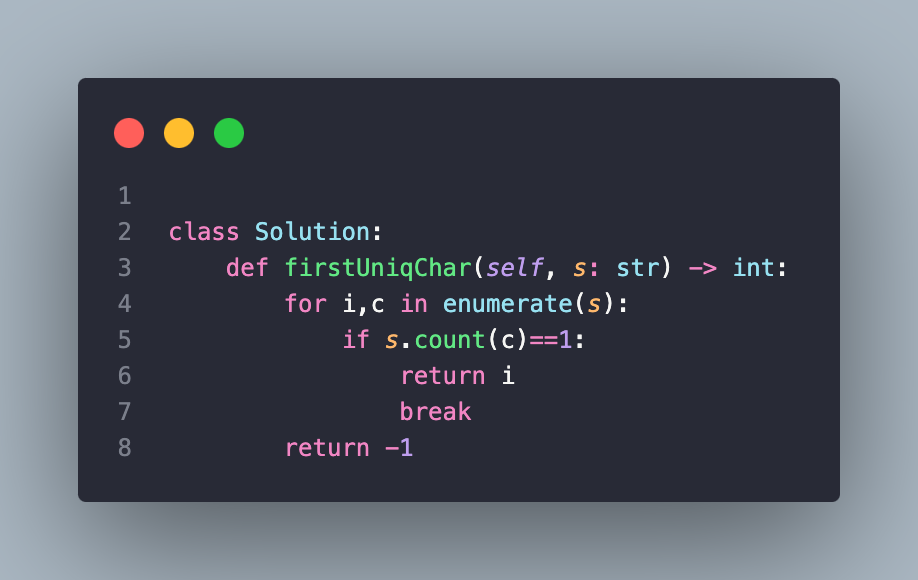 1
2 class Solution:
3     def firstUniqChar(self, s: str) -> int:
4         for i,c in enumerate(s):
5             if s.count(c)==1:
6                 return i
7                 break
8         return -1